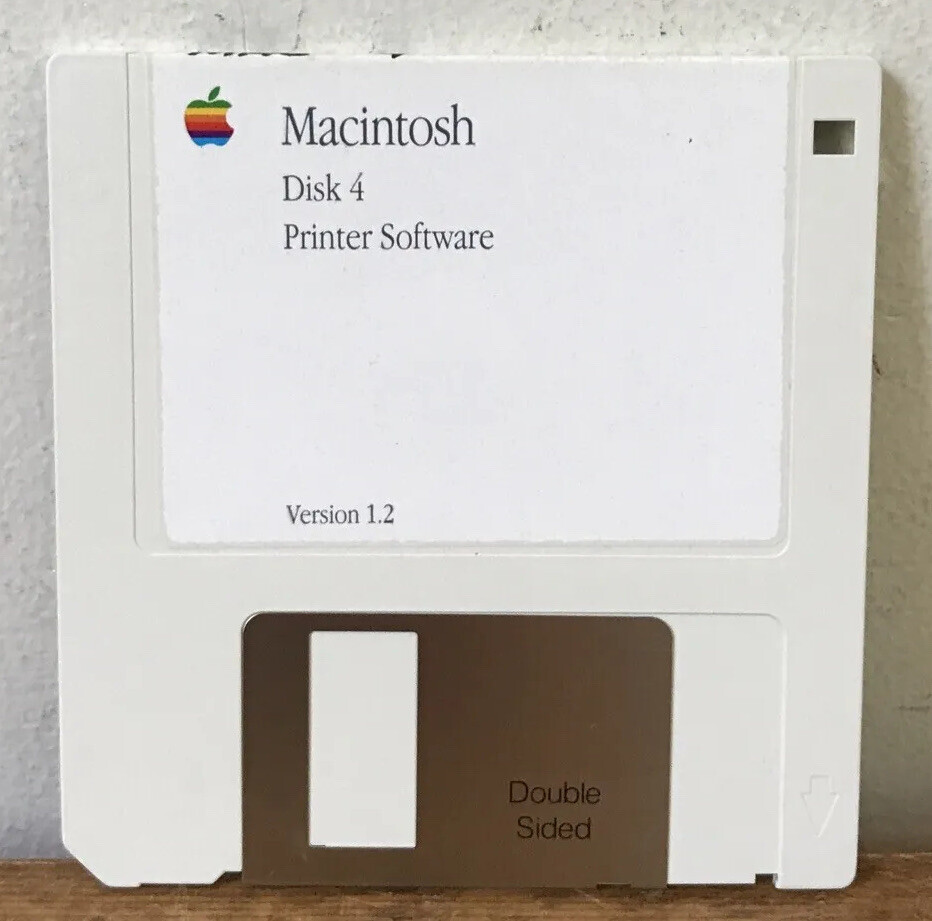 Macintosh
Disk 4
Printer Software
Version 1.2
Double
Sided